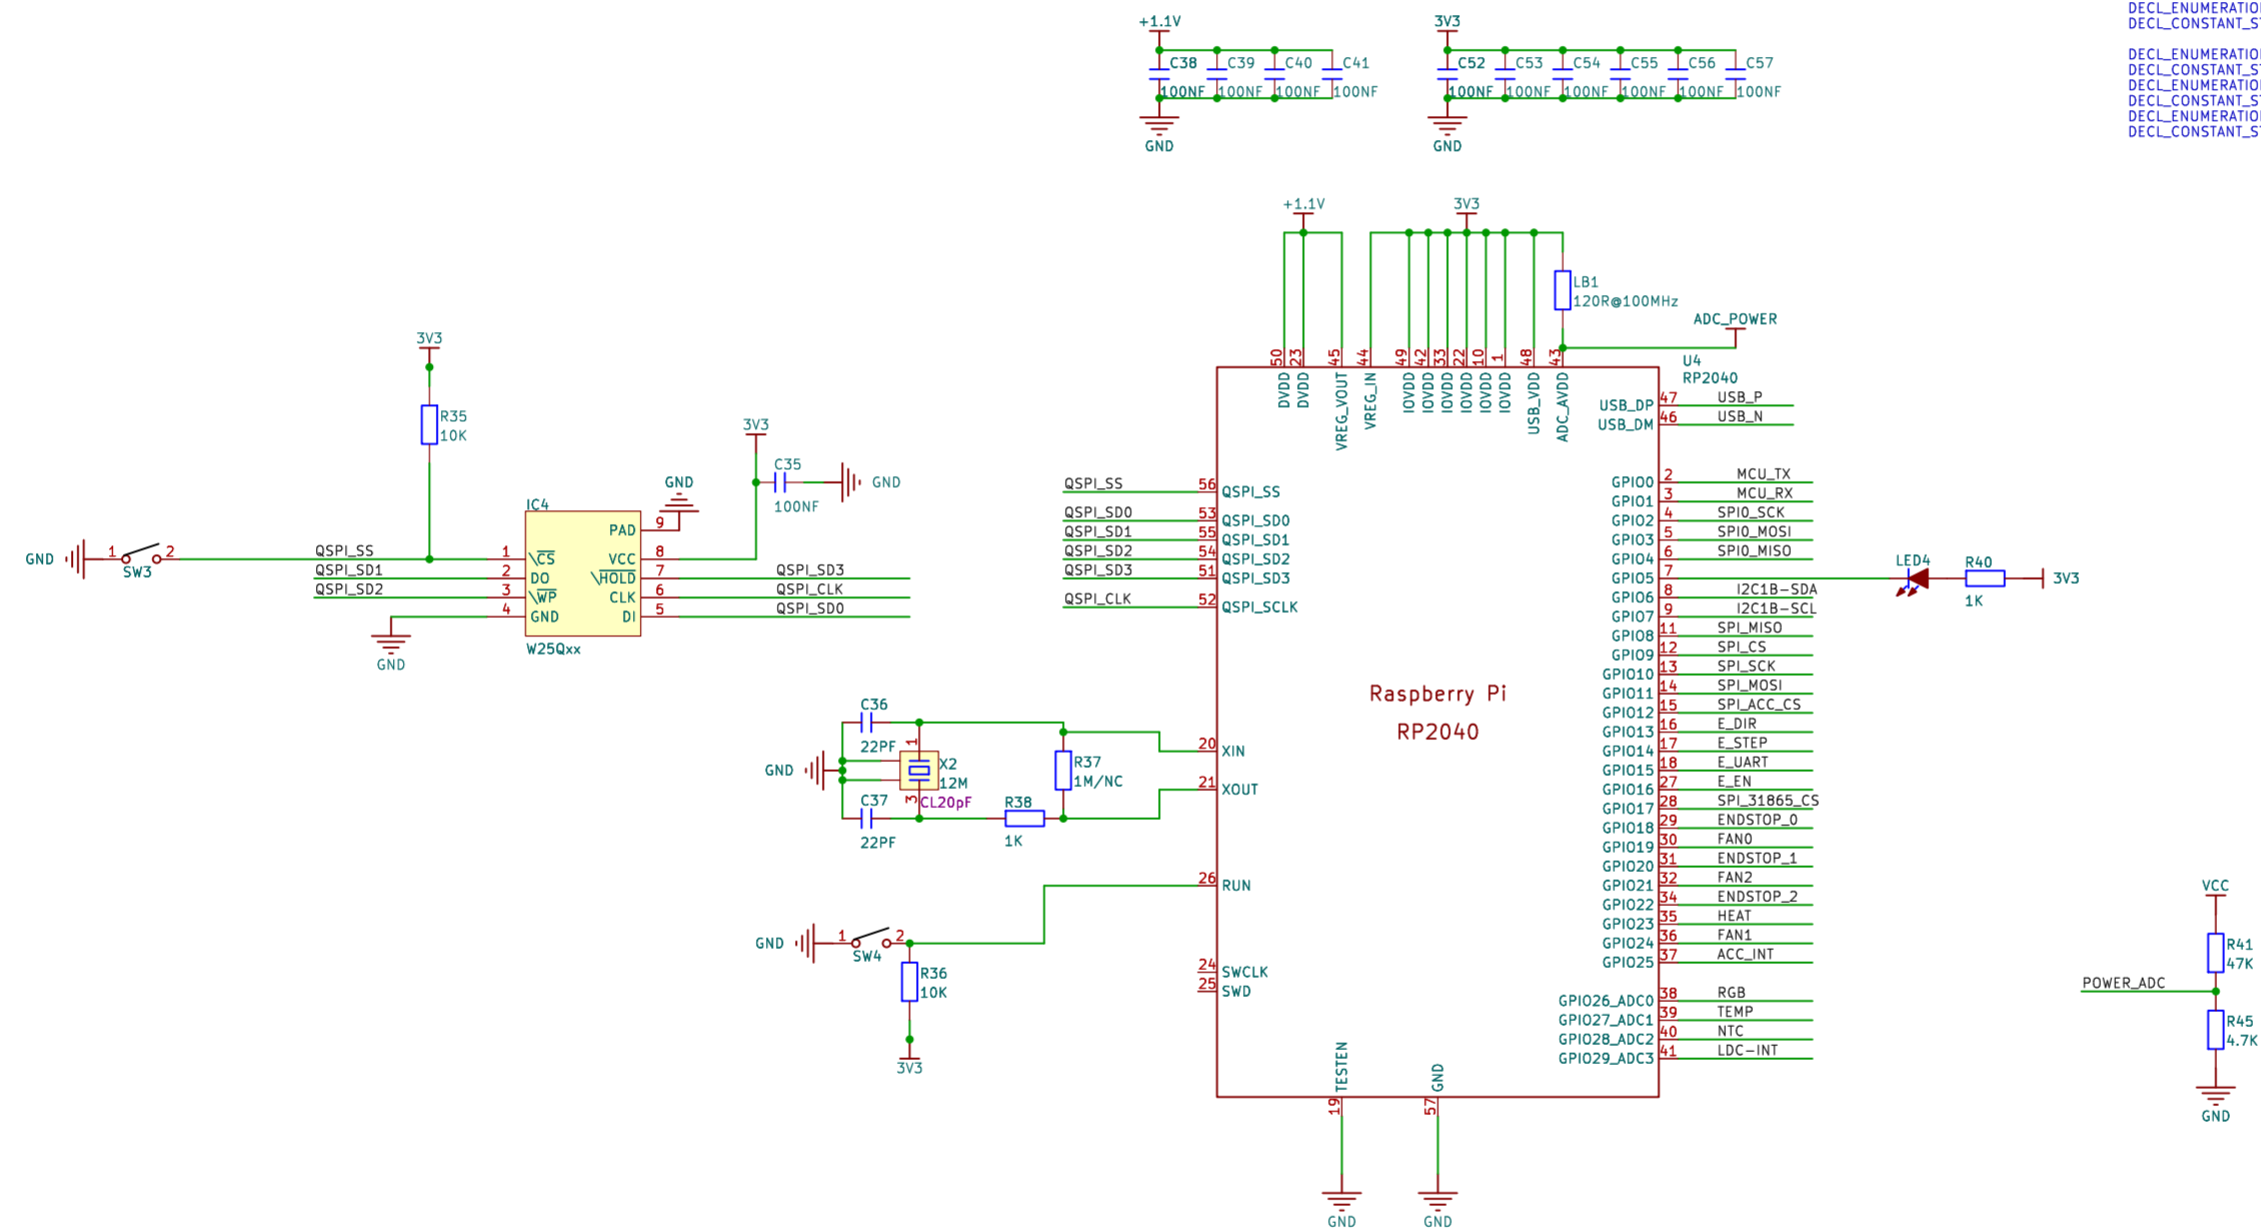 DECL_ENUMERATIO
DECL_CONSTANT_S
DECL_ENUMERATIO
DECL_CONSTANT_S
DECL_ENUMERATIO
DECL_CONSTANT_S
DECL_ENUMERATIO
DECL_CONSTANT_S
+1.1V
C38
100NF
C39
100NF
C40
100NF
C41
100NF
GND
3V3
C52
100NF
C53
100NF
C54
100NF
C55
100NF
C56
100NF
C57
100NF
GND
3V3
R35
10K
GND
1
2
SW3
QSPI_SS
QSPI_SD1
QSPI_SD2
GND
IC4
1
\CS
2
DO
3
\WP
4
GND
PAD
9
VCC
8
\HOLD
7
CLK
6
DI
5
W25Qxx
GND
3V3
C35
100NF
GND
QSPI_SD3
QSPI_CLK
QSPI_SD0
+1.1V
3V3
LB1
120R@100MHz
ADC_POWER
U4
RP2040
50
23
45
44
49
42
33
22
10
1
48
43
DVDD
DVDD
VREG_VOUT
VREG_IN
IOVDD
IOVDD
IOVDD
IOVDD
IOVDD
IOVDD
USB_VDD
ADC_AVDD
QSPI_SS
56
QSPI_SS
QSPI_SD0
53
QSPI_SD0
QSPI_SD1
55
QSPI_SD1
QSPI_SD2
54
QSPI_SD2
QSPI_SD3
51
QSPI_SD3
QSPI_CLK
52
QSPI_SCLK
Raspberry Pi
RP2040
C36
22PF
GND
1
X2
12M
3
CL20pF
C37
22PF
R37
1M/NC
R38
1K
20
XIN
21
XOUT
26
RUN
GND
1
2
SW4
R36
10K
3V3
24
SWCLK
25
SWD
TESTEN
19
GND
GND
57
GND
USB_DP
47
USB_P
USB_DM
46
USB_N
GPIO0
2
MCU_TX
GPIO1
3
MCU_RX
GPIO2
4
SPI0_SCK
GPIO3
5
SPI0_MOSI
GPIO4
6
SPI0_MISO
GPIO5
7
LED4
R40
1K
3V3
GPIO6
8
I2C1B-SDA
GPIO7
9
I2C1B-SCL
GPIO8
11
SPI_MISO
GPIO9
12
SPI_CS
GPIO10
13
SPI_SCK
GPIO11
14
SPI_MOSI
GPIO12
15
SPI_ACC_CS
GPIO13
16
E_DIR
GPIO14
17
E_STEP
GPIO15
18
E_UART
GPIO16
27
E_EN
GPIO17
28
SPI_31865_CS
GPIO18
29
ENDSTOP_0
GPIO19
30
FAN0
GPIO20
31
ENDSTOP_1
GPIO21
32
FAN2
GPIO22
34
ENDSTOP_2
GPIO23
35
HEAT
GPIO24
36
FAN1
GPIO25
37
ACC_INT
GPIO26_ADC0
38
RGB
GPIO27_ADC1
39
TEMP
GPIO28_ADC2
40
NTC
GPIO29_ADC3
41
LDC-INT
VCC
R41
47K
POWER_ADC
R45
4.7K
GND